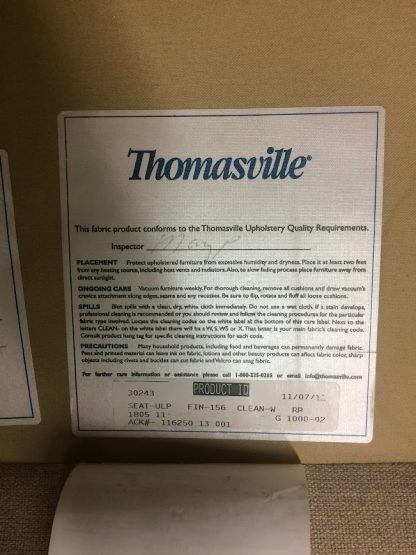 Thomasville®
This fabric product conforms to the Thomasville Upholstery Quality Requirements.
Inspector
PLACEMENT Protect upholstered furniture from excessive humidity and dryness. Place it at least two feet
from any heating source, including heat vents and radiators. Also, to slow fading process place furniture away from
direct sunlight.
ONGOING CARE Vacuum furniture weekly. For thorough cleaning, remove all cushions and draw vacuum's
crevice attachment along edges, seams and any recesses. Be sure to flip, rotate and fluff all loose cushions.
SPILLS Blot spills with a clean, dry, white cloth immediately. Do not use a wet cloth. If a stain develops,
professional cleaning is recommended or you should review and follow the cleaning procedures for the particular
fabric type involved. Locate the cleaning codes on the white label at the bottom of this care label. Next to the
letters CLEAN- on the white label there will be a W, S, WS or X. That letter is your main fabric's cleaning code.
Consult product hang tag for specific cleaning instructions for each code.
PRECAUTIONS Many household products, including food and beverages can permanently damage fabric.
Pens and printed material can leave ink on fabric, lotions and other beauty products can affect fabric color, sharp
objects including rivets and buckles can cut fabric and Velcro can snag fabric.
For further care information or assistance please call 1-800-225-0265 or email info@thomasville.com.
30243 PRODUCT ID 11/07/
SEAT-ULP FIN-156 CLEAN-W RR
1805 11 G 1000-02
ACK#- 116250 13 001